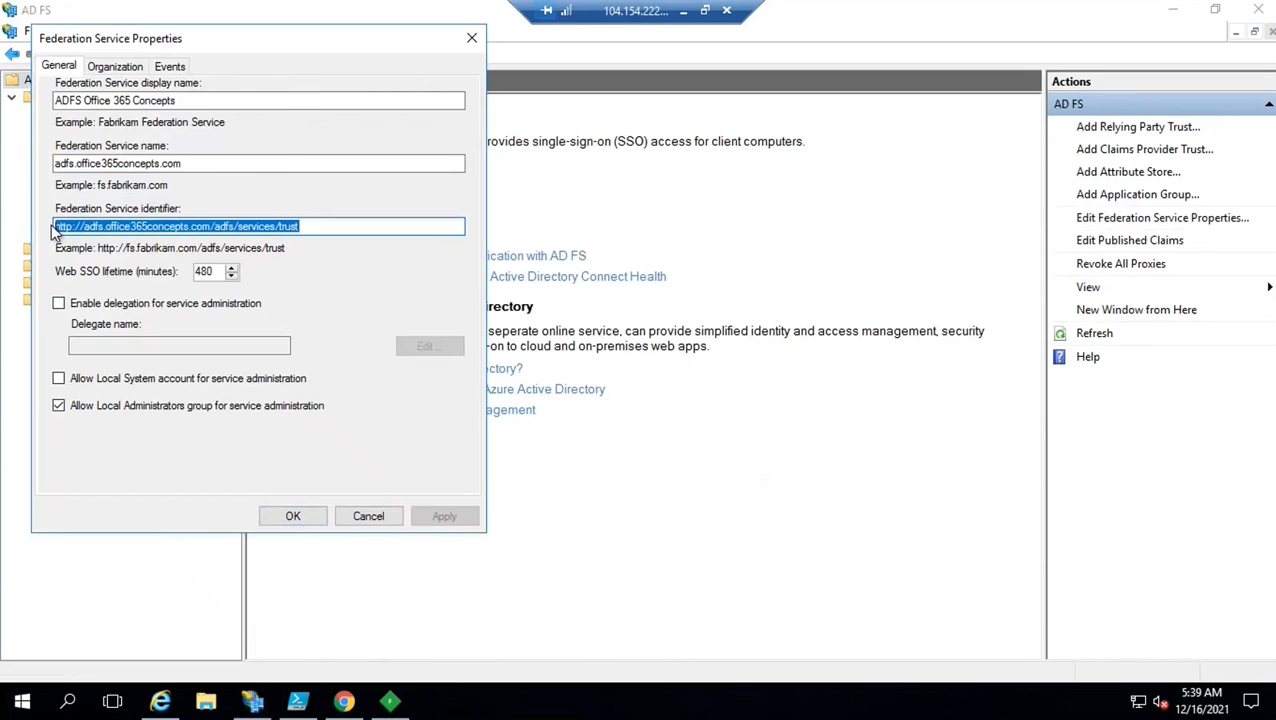 AD FS
104.154.222...
F
Federation Service Properties
General
Organization
Events
Federation Service display name:
ADFS Office 365 Concepts
Example: Fabrikam Federation Service
Federation Service name:
adfs.office365concepts.com
Example: fs.fabrikam.com
Federation Service identifier:
http://adfs.office365concepts.com/adfs/services/trust
Example: http://fs.fabrikam.com/adfs/services/trust
Web SSO lifetime (minutes):
480
Enable delegation for service administration
Delegate name:
Edit...
Allow Local System account for service administration
Allow Local Administrators group for service administration
OK
Cancel
Apply
A
provides single-sign-on (SSO) access for client computers.
ication with AD FS
Active Directory Connect Health
irectory
seperate online service, can provide simplified identity and access management, security
-on to cloud and on-premises web apps.
ectory?
Azure Active Directory
agement
Actions
AD FS
Add Relying Party Trust...
Add Claims Provider Trust...
Add Attribute Store...
Add Application Group...
Edit Federation Service Properties...
Edit Published Claims
Revoke All Proxies
View
New Window from Here
Refresh
Help
5:39 AM
12/16/2021